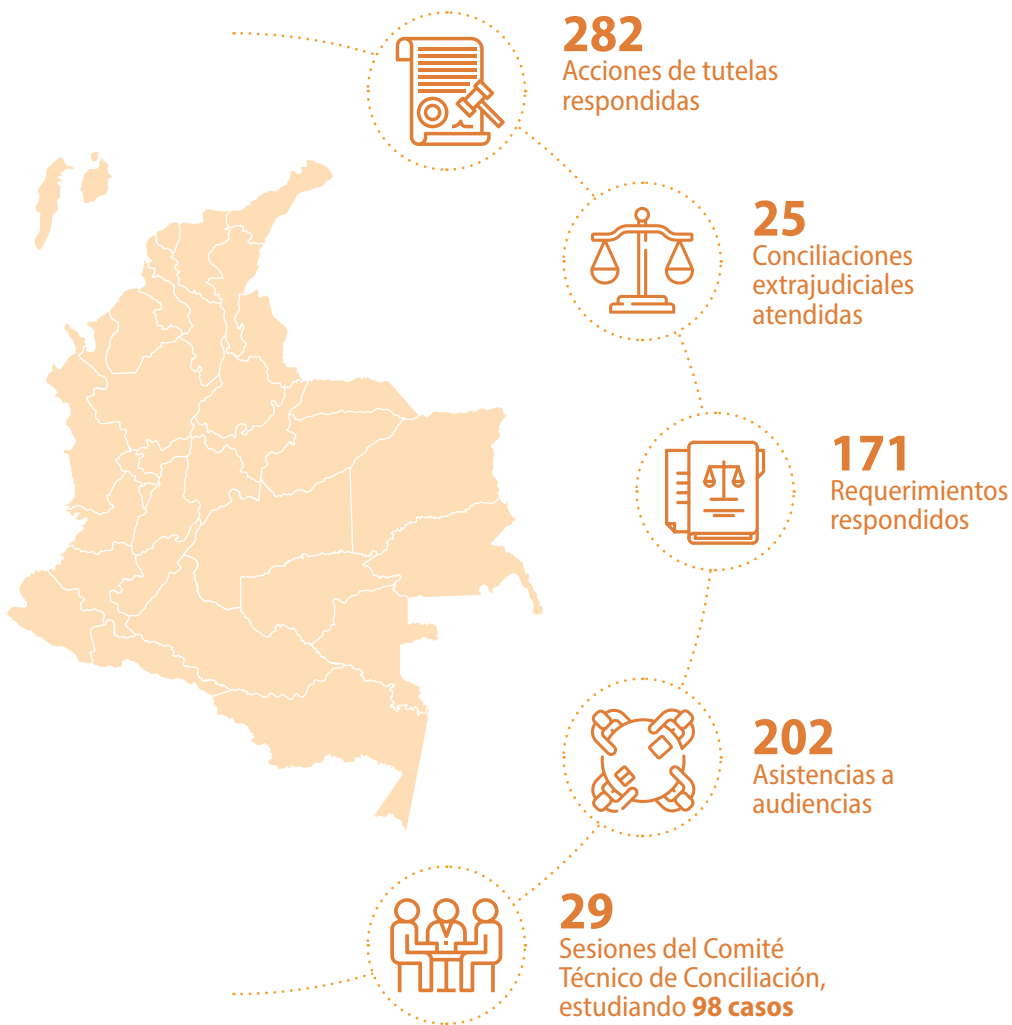 282
Acciones de tutelas
respondidas
25
Conciliaciones
extrajudiciales
atendidas
171
Requerimientos
respondidos
202
Asistencias a
audiencias
29
Sesiones del Comité
Técnico de Conciliación,
estudiando 98 casos